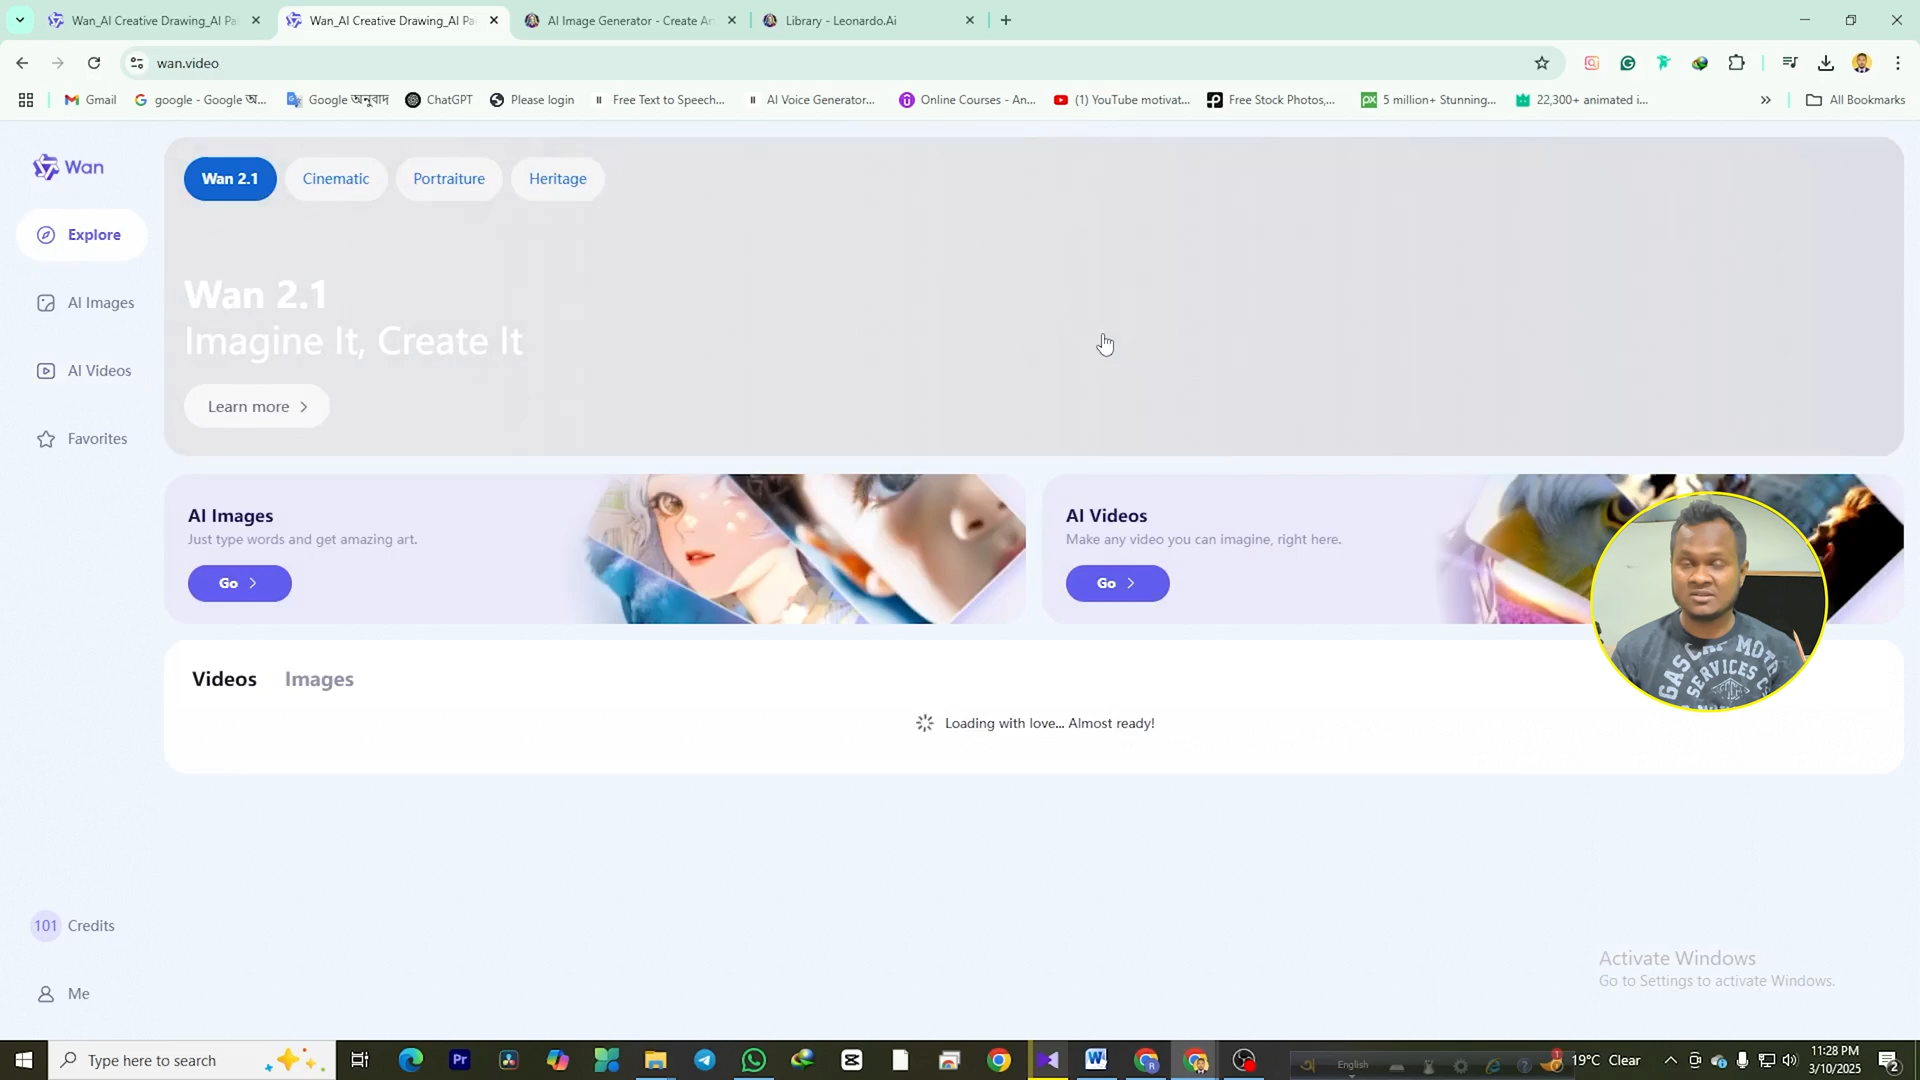 Wan_AI Creative Drawing_AI Pa
Wan_AI Creative Drawing_AI Pa
AI Image Generator - Create Ar
Library - Leonardo.Ai
wan.video
Gmail
google - Google অ...
Google অনুবাদ
ChatGPT
Please login
Free Text to Speech...
AI Voice Generator...
Online Courses - An...
(1) YouTube motivat...
Free Stock Photos,...
5 million+ Stunning...
22,300+ animated i...
All Bookmarks
Wan
Wan 2.1
Cinematic
Portraiture
Heritage
Explore
AI Images
AI Videos
Favorites
Wan 2.1
Imagine It, Create It
Learn more
AI Images
Just type words and get amazing art.
Go
AI Videos
Make any video you can imagine, right here.
Go
Videos
Images
Loading with love... Almost ready!
GASCAP MOTO
SERVICES
101 Credits
Me
Activate Windows
Go to Settings to activate Windows.
Type here to search
English
19°C Clear
11:28 PM
3/10/2025
2